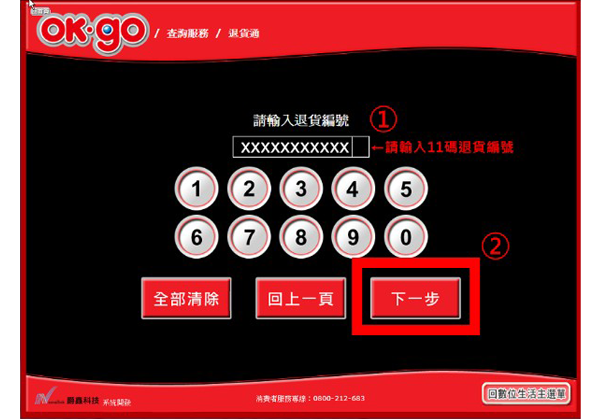 OK·go / 查詢服務 / 退貨通
請輸入退貨編號 ①
XXXXXXXXXXX ←請輸入11碼退貨編號
1 2 3 4 5
6 7 8 9 0
②
全部清除 回上一頁 下一步
蔚鑫科技 系統開發 消費者服務專線：0800-212-683 回數位生活主選單